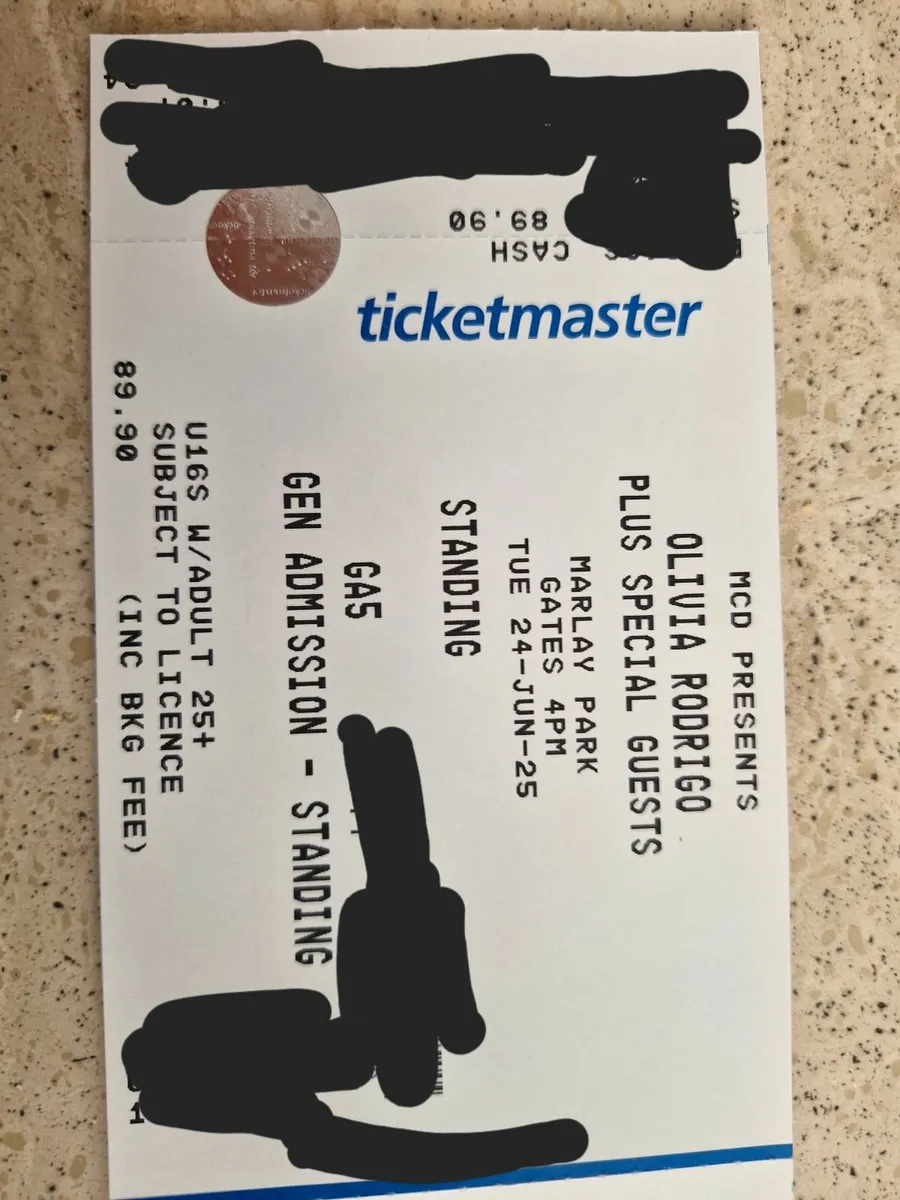 ticketmaster
MCD PRESENTS
OLIVIA RODRIGO
PLUS SPECIAL GUESTS
MARLAY PARK
GATES 4PM
TUE 24-JUN-25
STANDING
GA5
GEN ADMISSION - STANDING
U16S W/ADULT 25+
SUBJECT TO LICENCE
89.90 (INC BKG FEE)
CASH
89.90
1